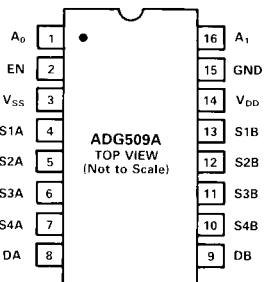 A₀ 1 16 A₁
EN 2 15 GND
VSS 3 14 VDD
S1A 4 13 S1B
ADG509A
S2A 5 TOP VIEW 12 S2B
(Not to Scale)
S3A 6 11 S3B
S4A 7 10 S4B
DA 8 9 DB